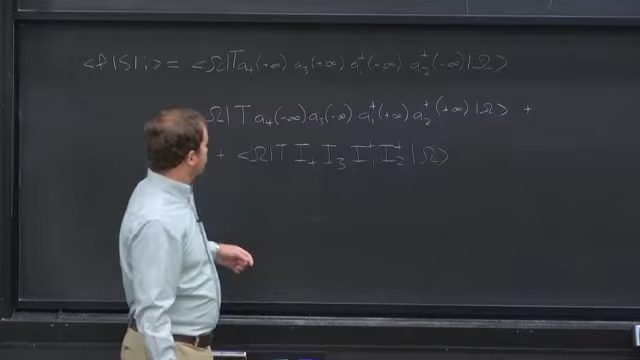 <f|S|i> = <Ω|T a₄(+∞) a₃(+∞) a₁⁺(-∞) a₂⁺(-∞)|Ω>
Ω|T a₄(-∞) a₃(-∞) a₁⁺(+∞) a₂⁺(+∞)|Ω> +
+ <Ω|T I₄ I₃ I₁⁺ I₂⁺|Ω>